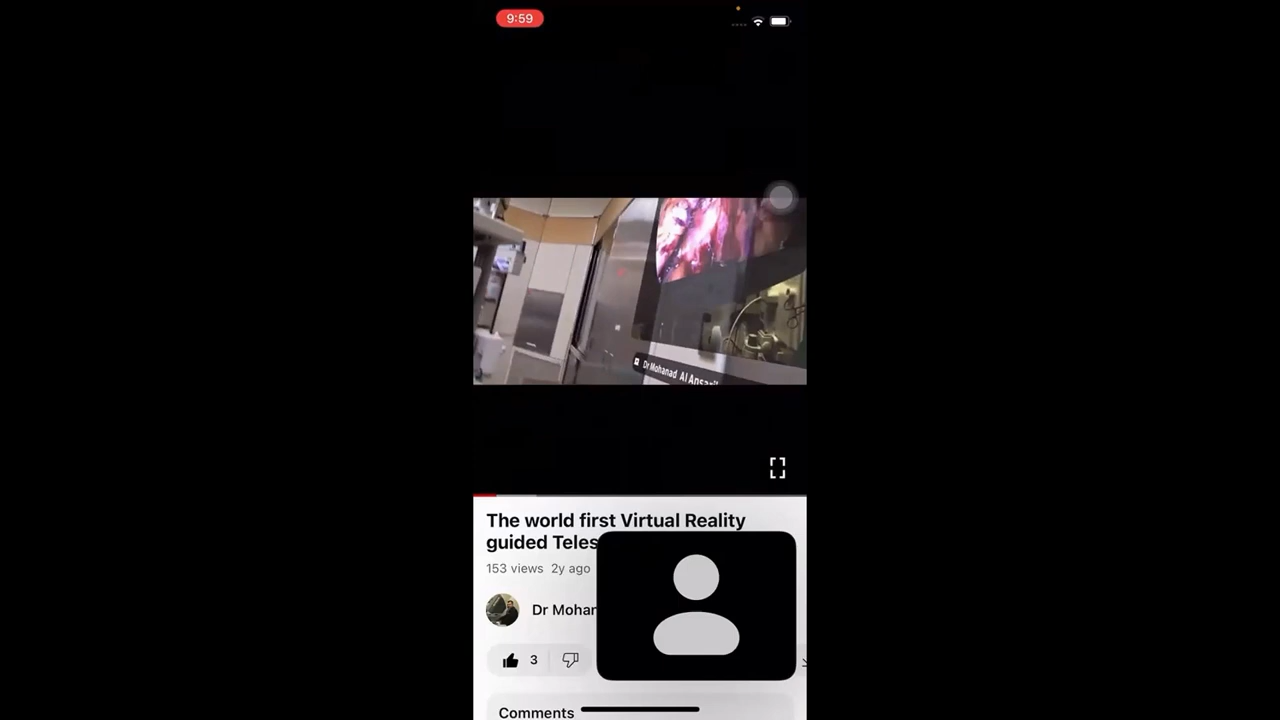 9:59
Dr Mohanad Al Ansari
The world first Virtual Reality
guided Teles
153 views 2y ago
Dr Mohan
3
Comments